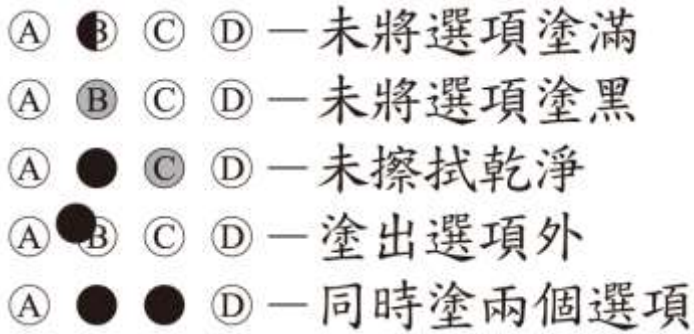 Ⓐ Ⓑ Ⓒ Ⓓ — 未將選項塗滿
Ⓐ Ⓑ Ⓒ Ⓓ — 未將選項塗黑
Ⓐ ● Ⓒ Ⓓ — 未擦拭乾淨
Ⓐ Ⓑ Ⓒ Ⓓ — 塗出選項外
Ⓐ ● ● Ⓓ — 同時塗兩個選項